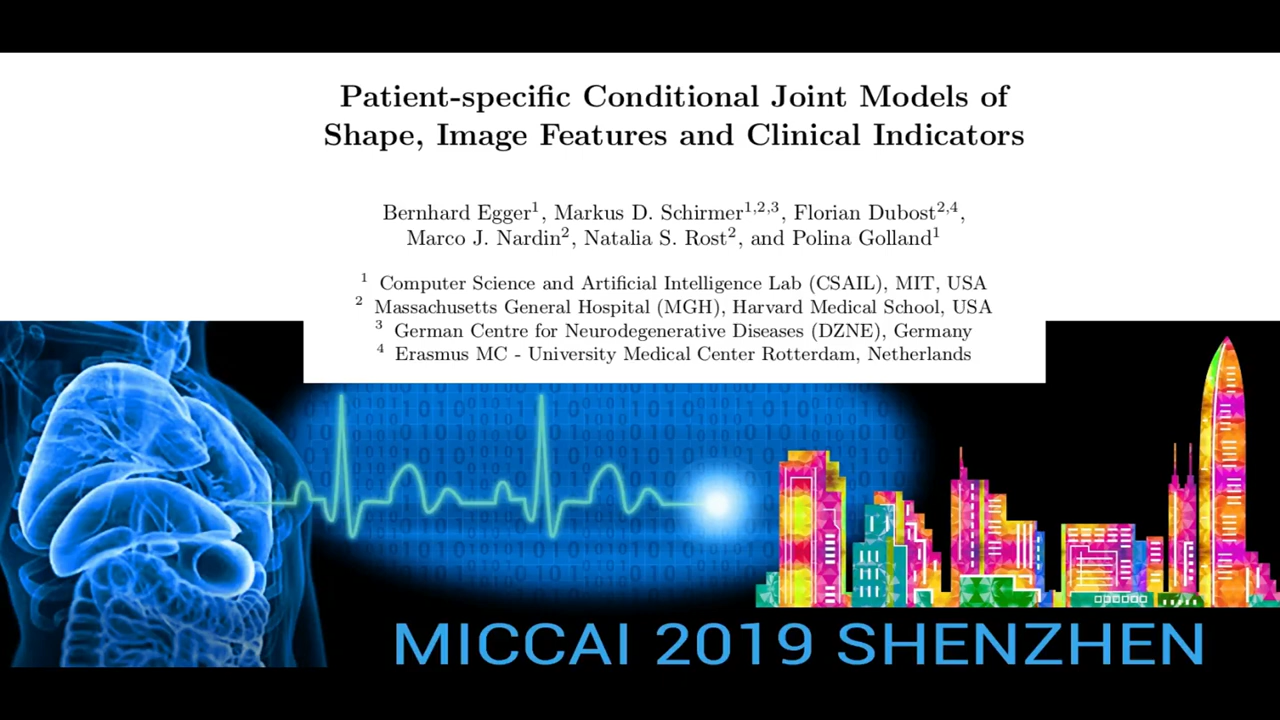 Patient-specific Conditional Joint Models of
Shape, Image Features and Clinical Indicators
Bernhard Egger¹, Markus D. Schirmer¹,²,³, Florian Dubost²,⁴,
Marco J. Nardin², Natalia S. Rost², and Polina Golland¹
¹ Computer Science and Artificial Intelligence Lab (CSAIL), MIT, USA
² Massachusetts General Hospital (MGH), Harvard Medical School, USA
³ German Centre for Neurodegenerative Diseases (DZNE), Germany
⁴ Erasmus MC - University Medical Center Rotterdam, Netherlands
MICCAI 2019 SHENZHEN